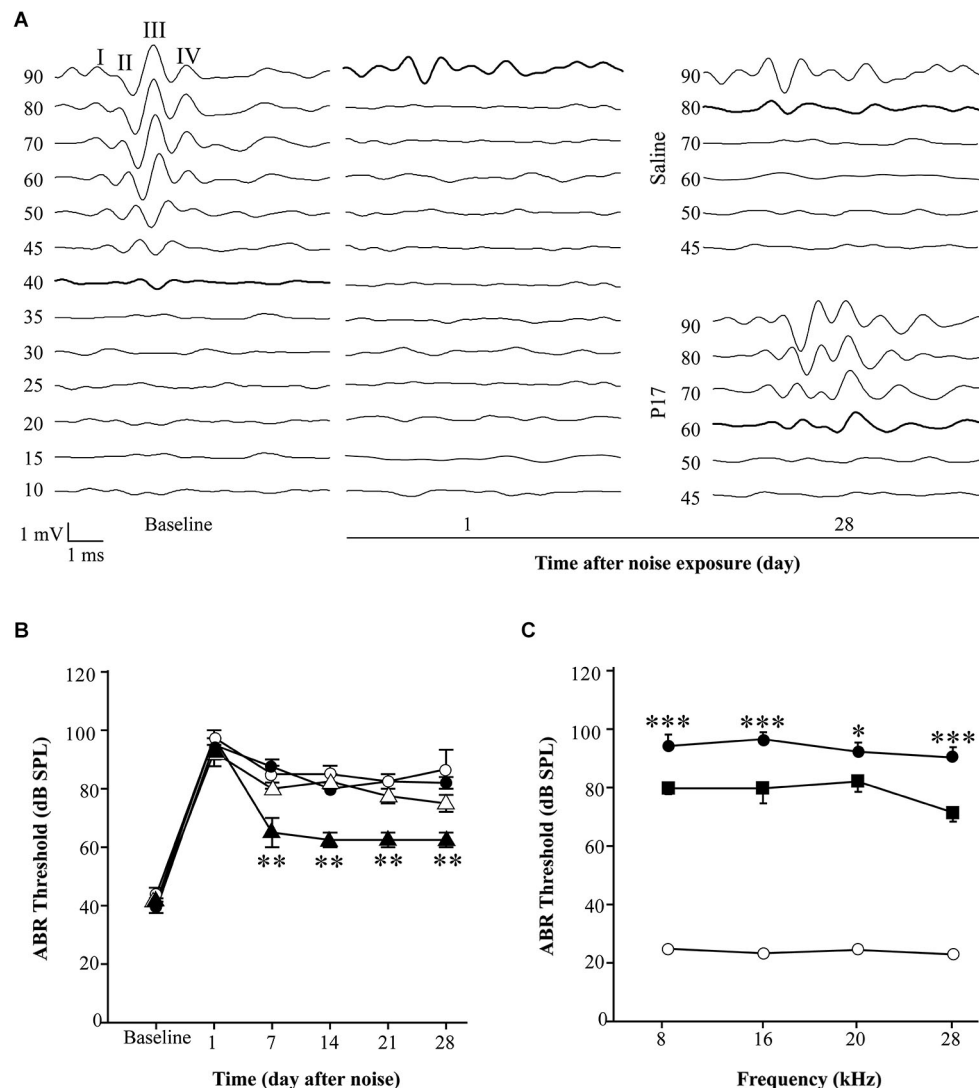 A
I II III IV
90
80
70
60
50
45
40
35
30
25
20
15
10
Baseline
1 mV
1 ms
1
Saline
90
80
70
60
50
45
P17
90
80
70
60
50
45
28
Time after noise exposure (day)
B
ABR Threshold (dB SPL)
120
100
80
60
40
20
0
** ** ** **
Baseline 1 7 14 21 28
Time (day after noise)
C
ABR Threshold (dB SPL)
120
100
80
60
40
20
0
*** *** * ***
8 16 20 28
Frequency (kHz)